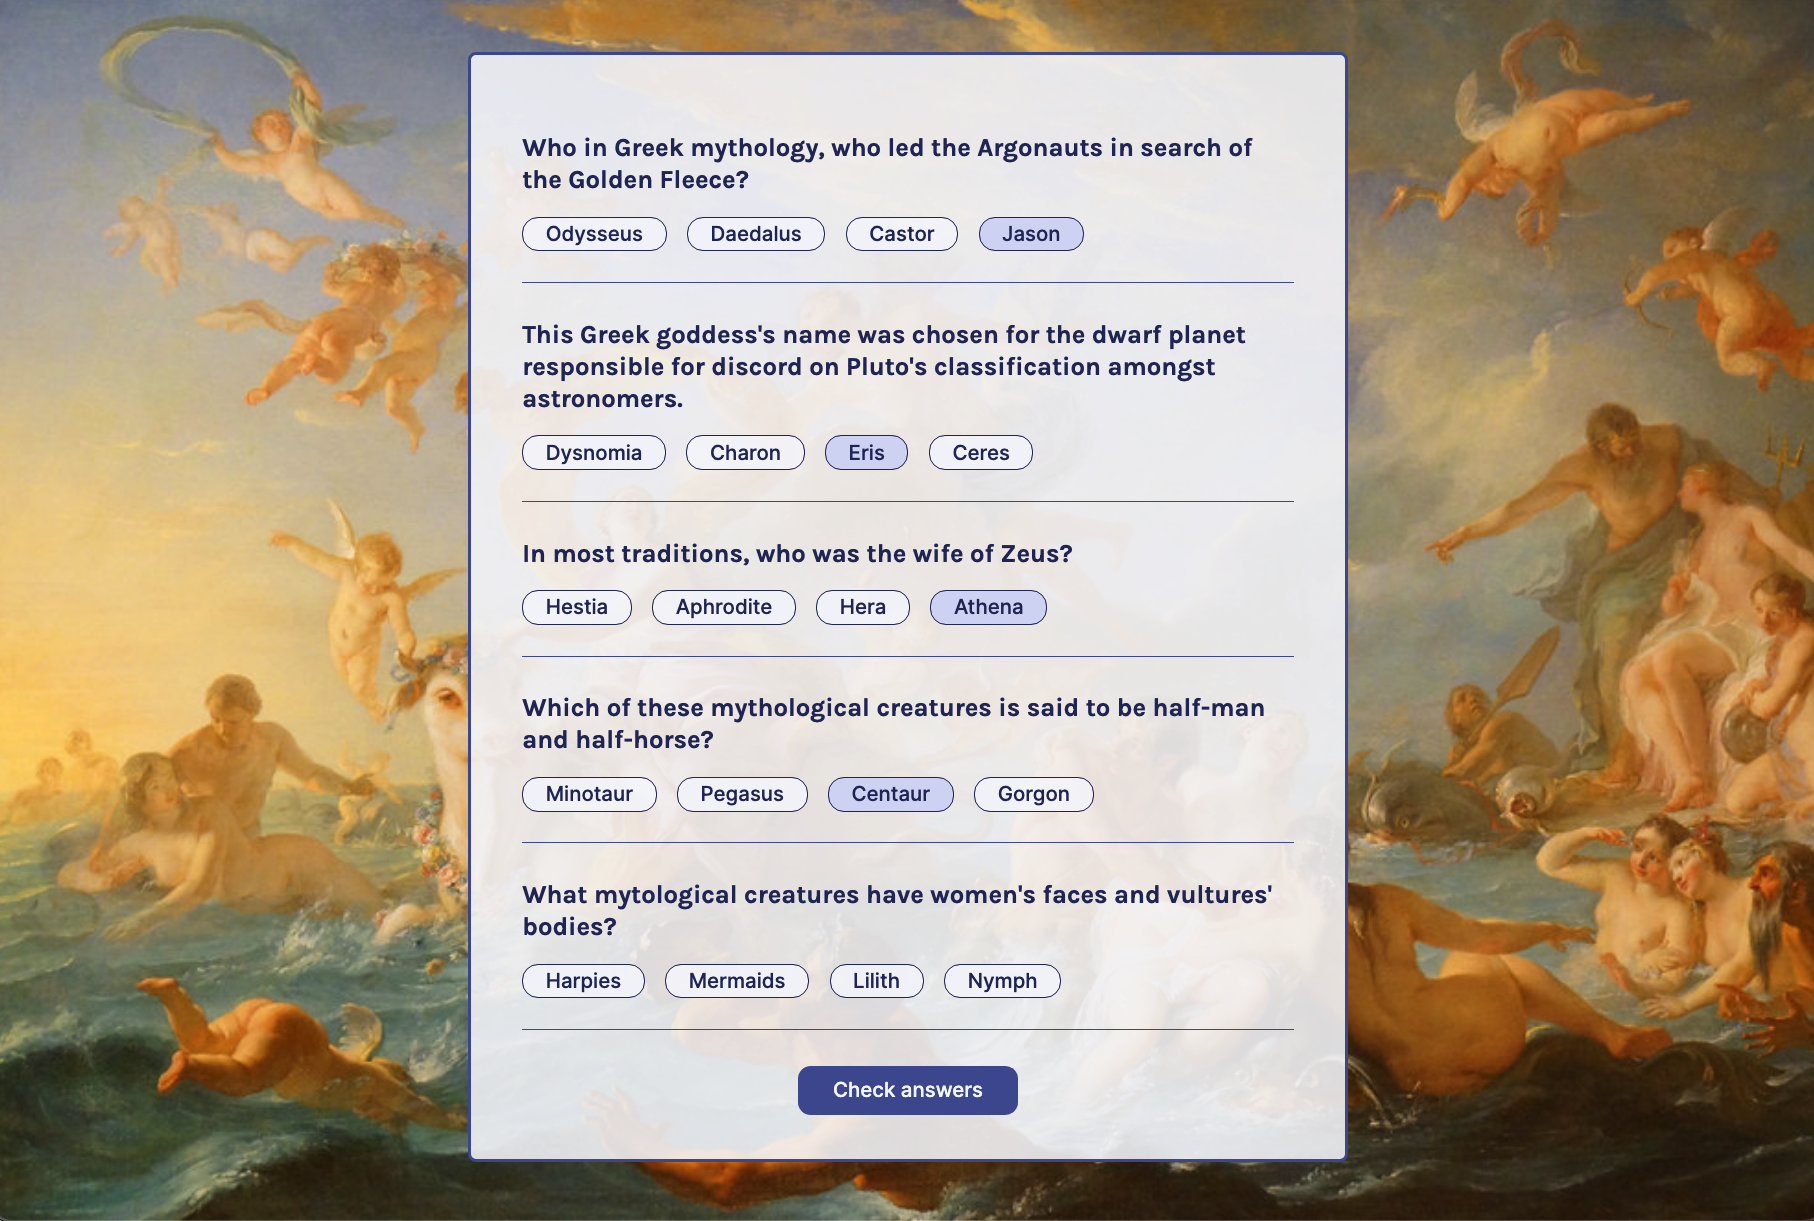 Who in Greek mythology, who led the Argonauts in search of
the Golden Fleece?
Odysseus Daedalus Castor Jason
This Greek goddess's name was chosen for the dwarf planet
responsible for discord on Pluto's classification amongst
astronomers.
Dysnomia Charon Eris Ceres
In most traditions, who was the wife of Zeus?
Hestia Aphrodite Hera Athena
Which of these mythological creatures is said to be half-man
and half-horse?
Minotaur Pegasus Centaur Gorgon
What mytological creatures have women's faces and vultures'
bodies?
Harpies Mermaids Lilith Nymph
Check answers